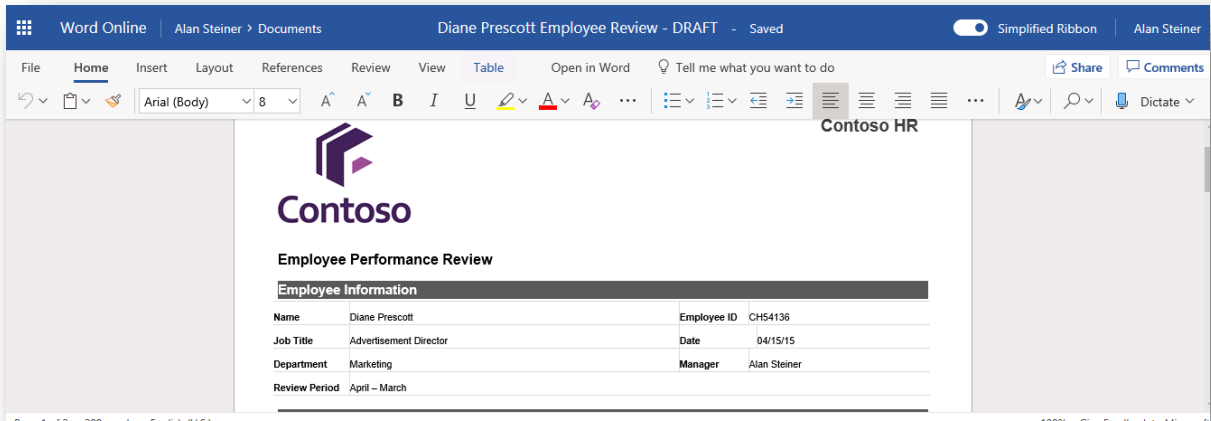 Word Online Alan Steiner > Documents Diane Prescott Employee Review - DRAFT - Saved Simplified Ribbon Alan Steiner
File Home Insert Layout References Review View Table Open in Word Tell me what you want to do Share Comments
Arial (Body) 8 A A B I U A A Dictate
Contoso HR
Contoso
Employee Performance Review
Employee Information
Name Diane Prescott Employee ID CH54136
Job Title Advertisement Director Date 04/15/15
Department Marketing Manager Alan Steiner
Review Period April – March